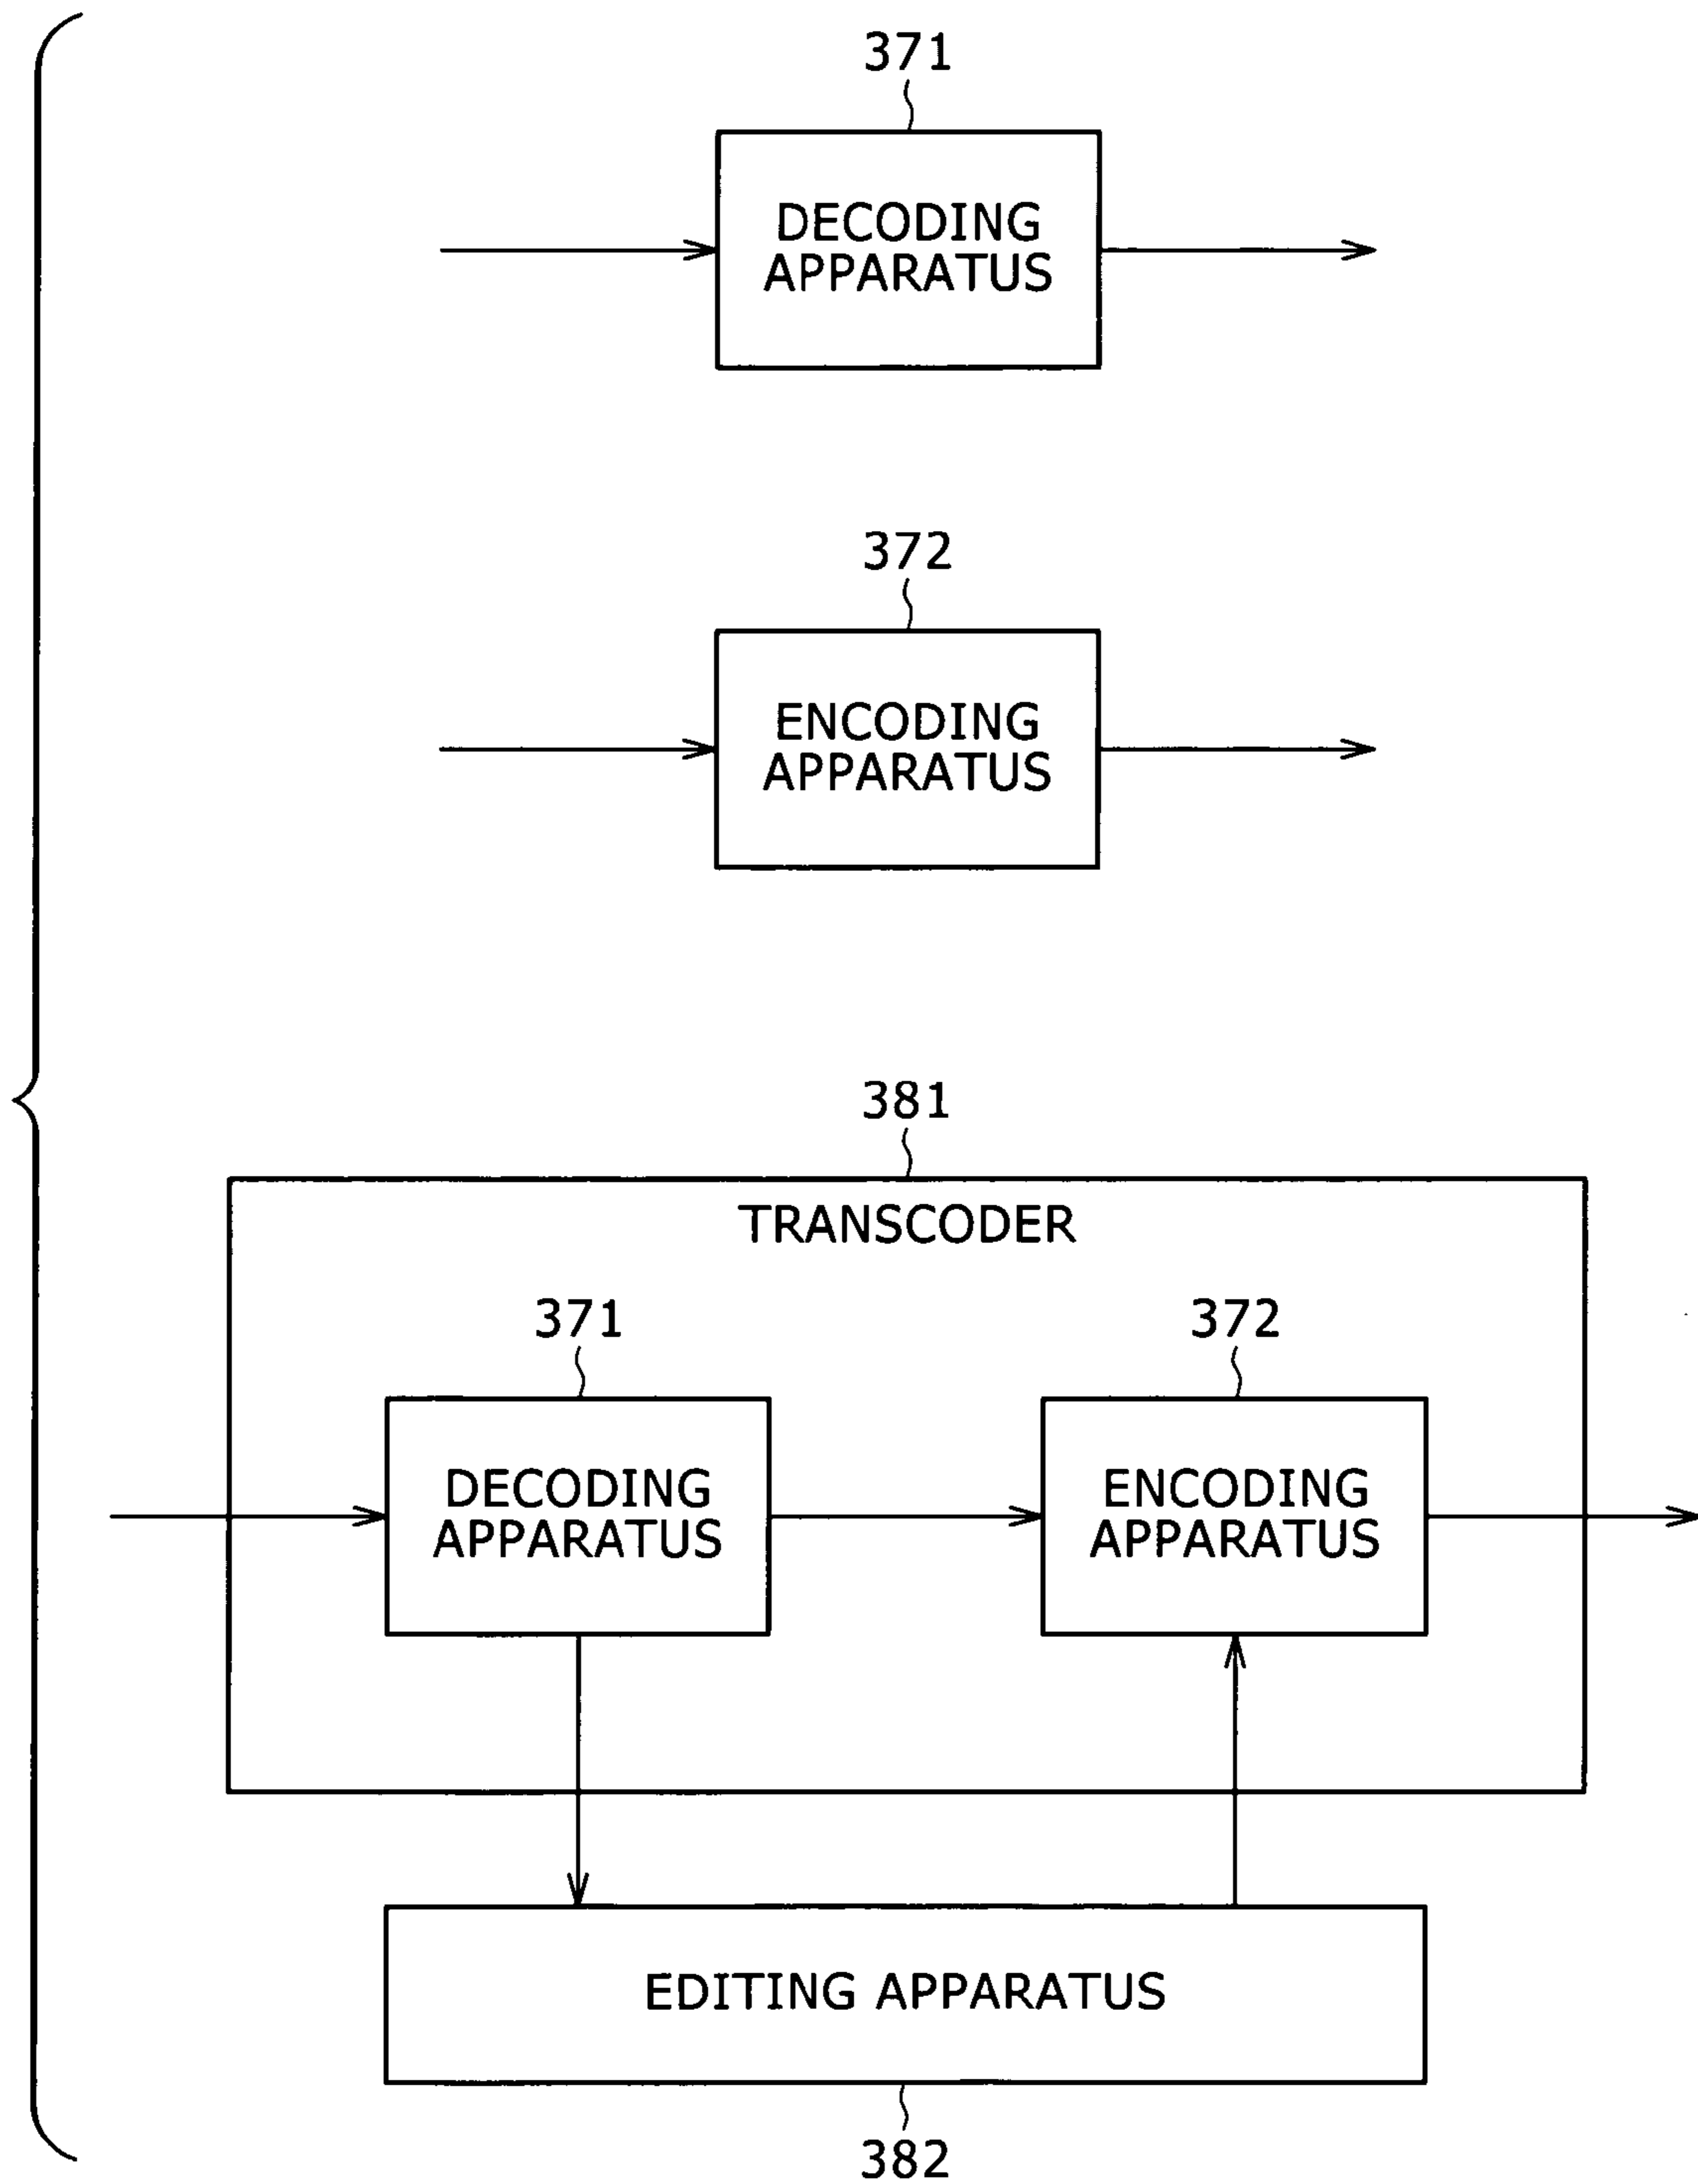 371
DECODING
APPARATUS
372
ENCODING
APPARATUS
381
TRANSCODER
371
372
DECODING
APPARATUS
ENCODING
APPARATUS
EDITING APPARATUS
382